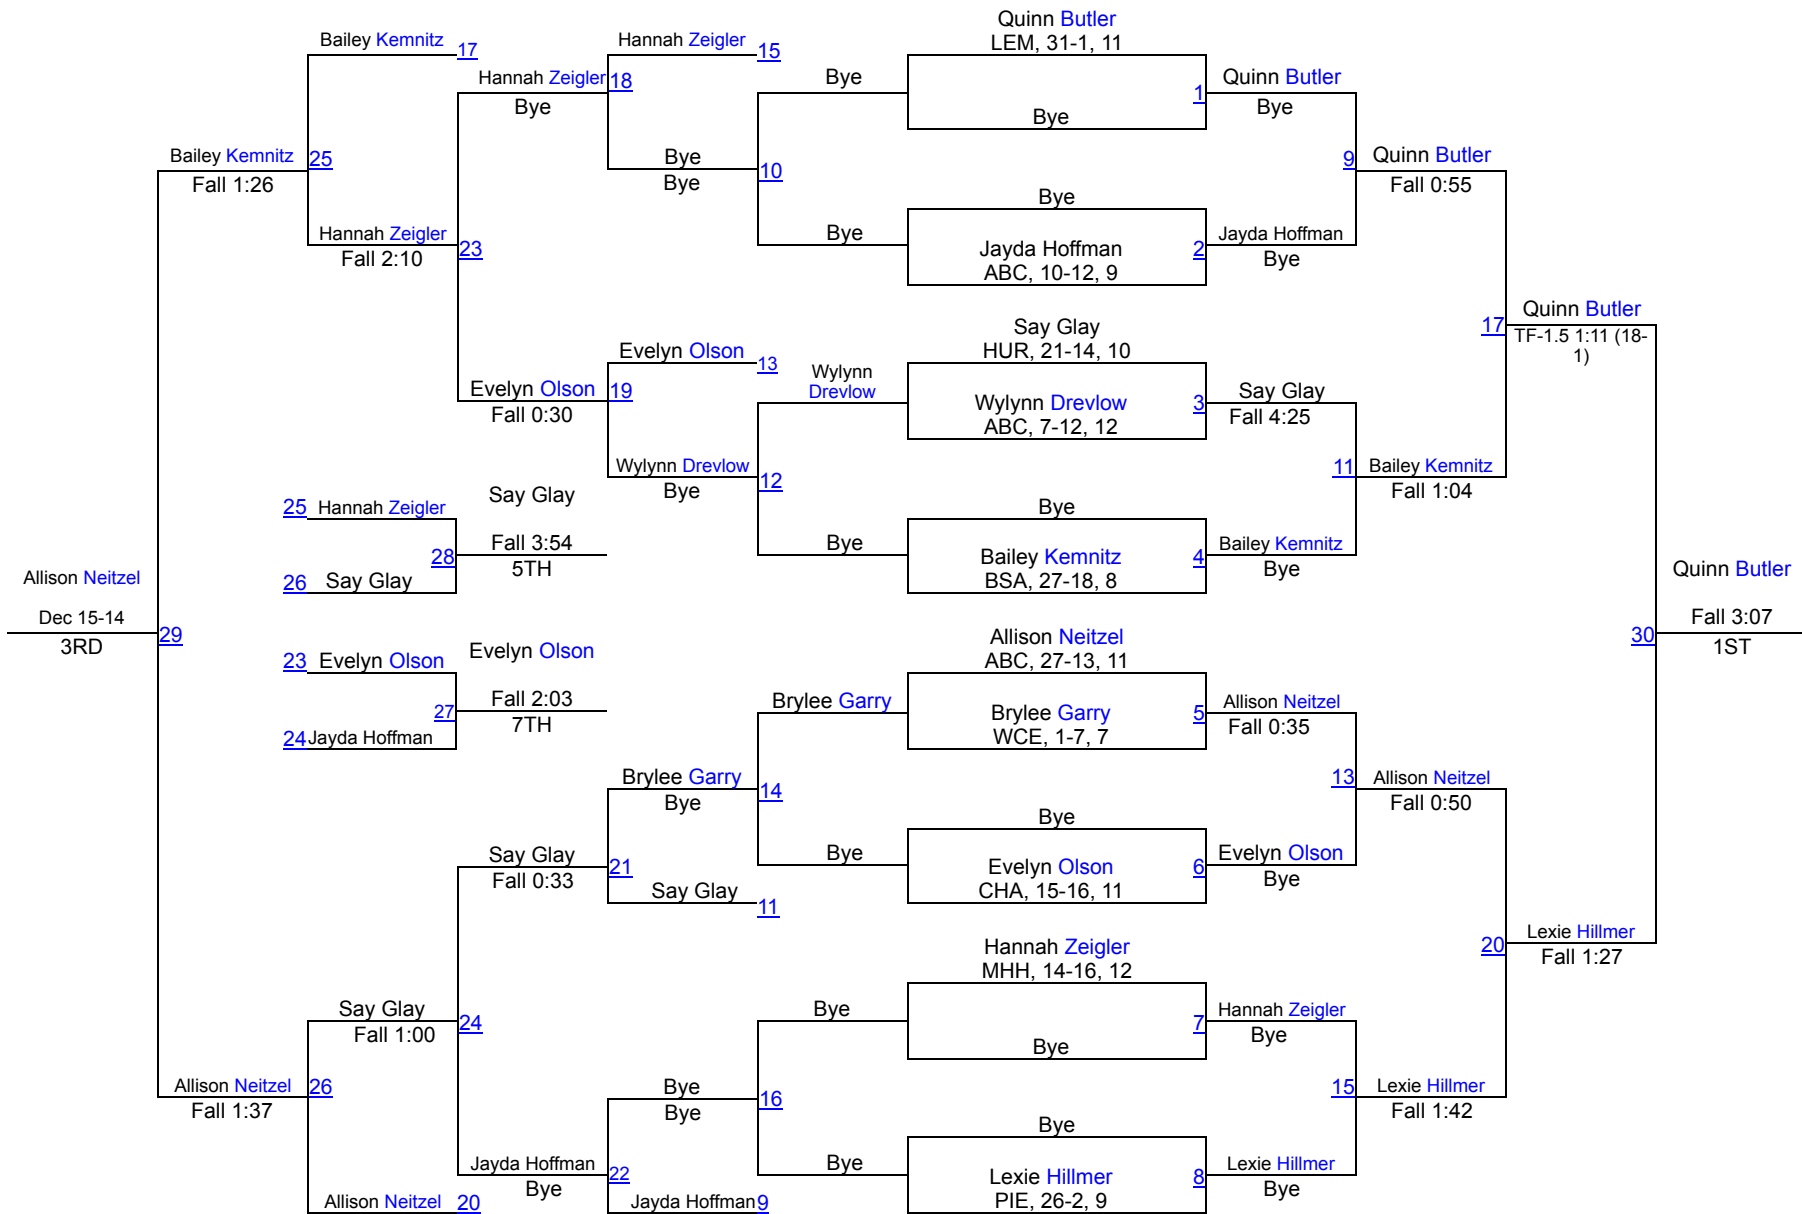 Quinn Butler
LEM, 31-1, 11
Bailey Kemnitz 17
Hannah Zeigler 15
Hannah Zeigler 18
Bye
Bye
Quinn Butler
1
Bye
Bye
Bye
Bailey Kemnitz 25
Fall 1:26
Bye
10
Bye
9 Quinn Butler
Fall 0:55
Bye
Hannah Zeigler
23
Fall 2:10
Bye
Jayda Hoffman
ABC, 10-12, 9
2
Jayda Hoffman
Bye
Say Glay
HUR, 21-14, 10
17
Quinn Butler
TF-1.5 1:11 (18-
1)
Evelyn Olson
13
Wylynn
Drevlow
Evelyn Olson 19
Fall 0:30
Wylynn Drevlow
ABC, 7-12, 12
3
Say Glay
Fall 4:25
Wylynn Drevlow
12
Bye
11 Bailey Kemnitz
Fall 1:04
25 Hannah Zeigler
Say Glay
Bye
28
Fall 3:54
5TH
26 Say Glay
Bye
Bailey Kemnitz
BSA, 27-18, 8
4
Bailey Kemnitz
Bye
Allison Neitzel
Dec 15-14
3RD
29
Quinn Butler
30
Fall 3:07
1ST
Allison Neitzel
ABC, 27-13, 11
23 Evelyn Olson
Evelyn Olson
27
Fall 2:03
7TH
24 Jayda Hoffman
Brylee Garry
Brylee Garry
WCE, 1-7, 7
5
Allison Neitzel
Fall 0:35
Brylee Garry
14
Bye
13 Allison Neitzel
Fall 0:50
Bye
Say Glay
21
Fall 0:33
Bye
Evelyn Olson
CHA, 15-16, 11
6
Evelyn Olson
Bye
Say Glay
11
Hannah Zeigler
MHH, 14-16, 12
20
Lexie Hillmer
Fall 1:27
Say Glay
24
Fall 1:00
Bye
7
Hannah Zeigler
Bye
Bye
Allison Neitzel 26
Fall 1:37
Bye
16
Bye
15 Lexie Hillmer
Fall 1:42
Bye
Jayda Hoffman
22
Bye
Bye
Lexie Hillmer
PIE, 26-2, 9
8
Lexie Hillmer
Bye
Allison Neitzel 20
Jayda Hoffman 9